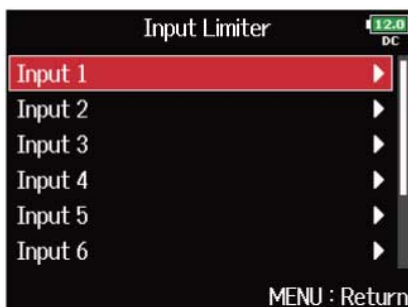 Input Limiter
12.0
DC
Input 1
Input 2
Input 3
Input 4
Input 5
Input 6
MENU : Return